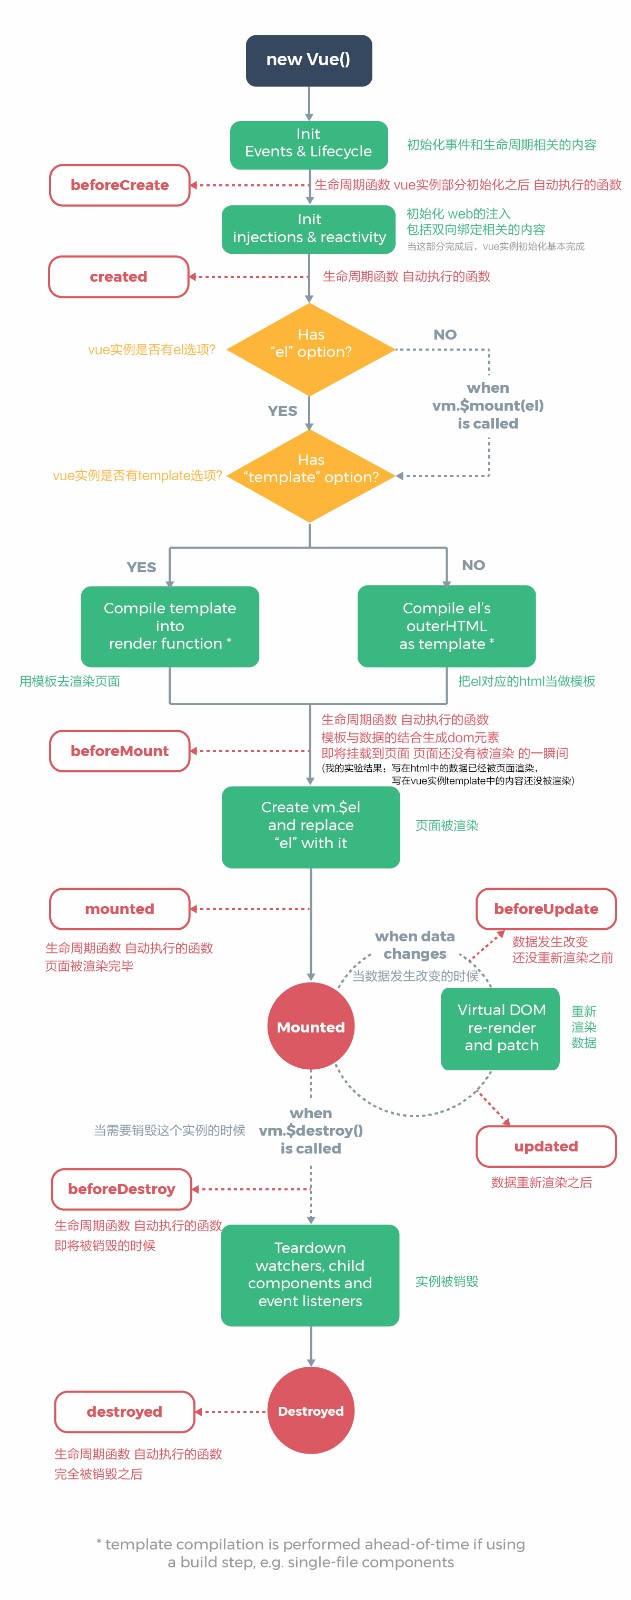 new Vue()
Init
Events & Lifecycle
初始化事件和生命周期相关的内容
beforeCreate
生命周期函数 vue实例部分初始化之后 自动执行的函数
Init
injections & reactivity
初始化 web的注入
包括双向绑定相关的内容
当这部分完成后，vue实例初始化基本完成
created
生命周期函数 自动执行的函数
vue实例是否有el选项?
Has
“el” option?
NO
when
vm.$mount(el)
is called
YES
vue实例是否有template选项?
Has
“template” option?
YES
NO
Compile template
into
render function *
Compile el’s
outerHTML
as template *
用模板去渲染页面
把el对应的html当做模板
beforeMount
生命周期函数 自动执行的函数
模板与数据的结合生成dom元素
即将挂载到页面 页面还没有被渲染 的一瞬间
(我的实验结果；写在html中的数据已经被页面渲染，
写在vue实例template中的内容还没被渲染)
Create vm.$el
and replace
“el” with it
页面被渲染
mounted
生命周期函数 自动执行的函数
页面被渲染完毕
beforeUpdate
数据发生改变
还没重新渲染之前
when data
changes
当数据发生改变的时候
Mounted
Virtual DOM
re-render
and patch
重新
渲染
数据
updated
数据重新渲染之后
当需要销毁这个实例的时候
when
vm.$destroy()
is called
beforeDestroy
生命周期函数 自动执行的函数
即将被销毁的时候
Teardown
watchers, child
components and
event listeners
实例被销毁
destroyed
Destroyed
生命周期函数 自动执行的函数
完全被销毁之后
* template compilation is performed ahead-of-time if using
a build step, e.g. single-file components